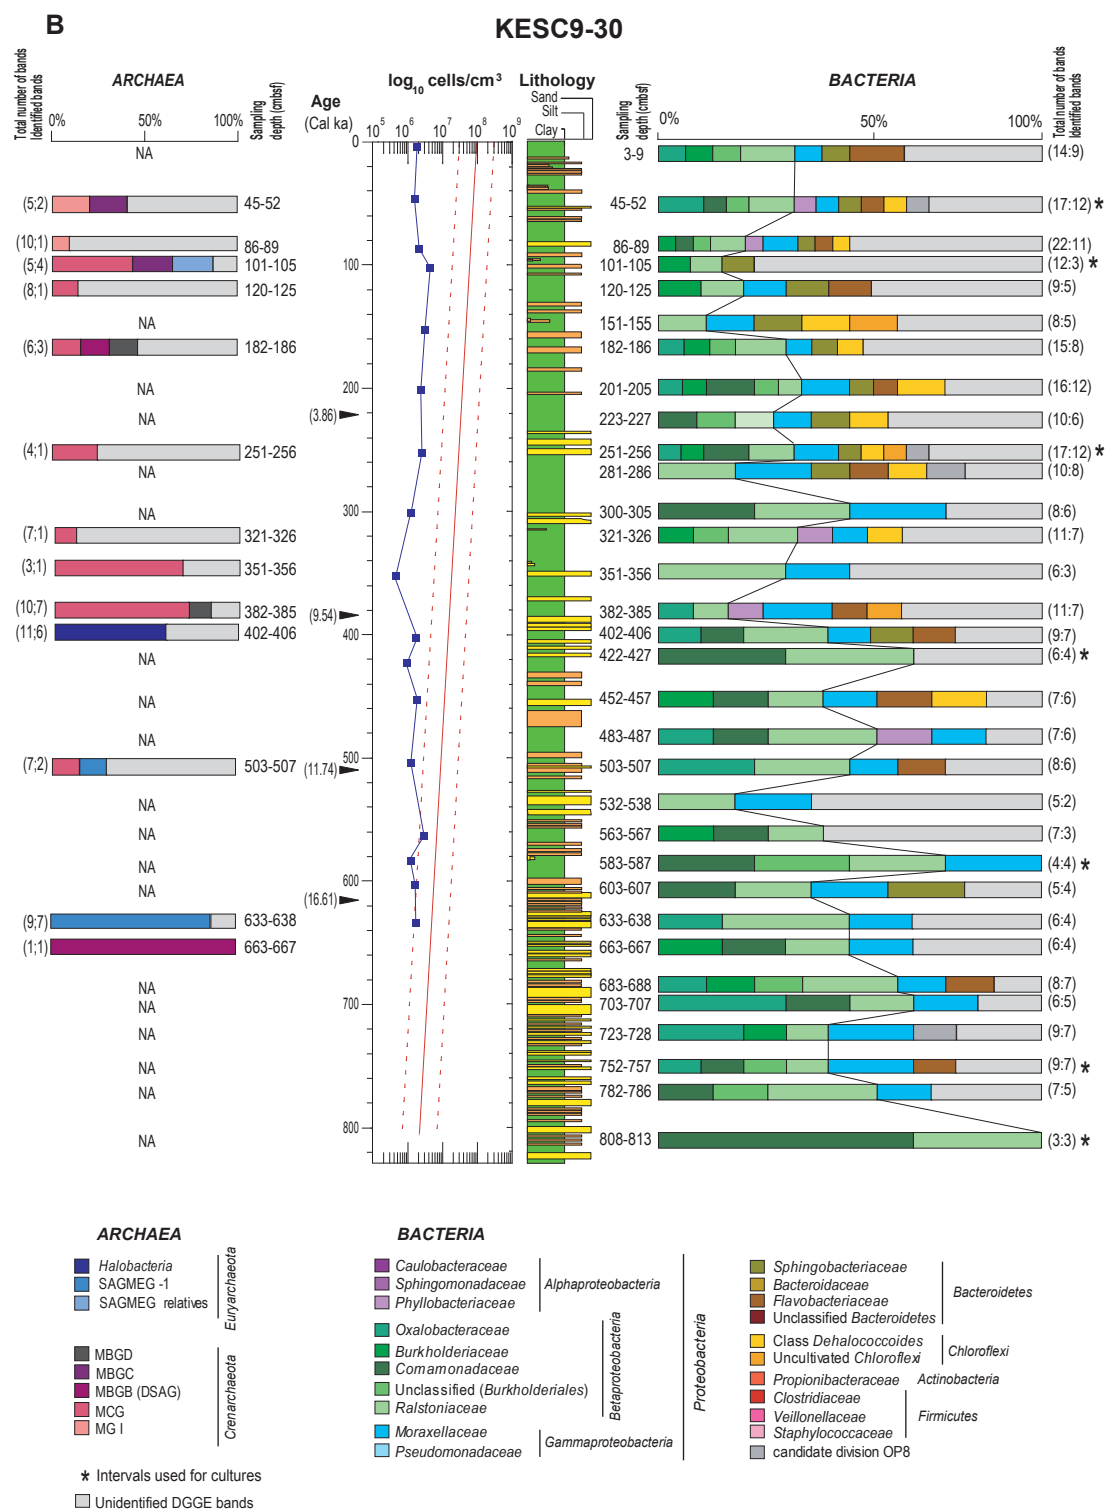 B
KESC9-30
Total number of bands
Identified bands
ARCHAEA
Sampling
depth (cmbsf)
Age
(Cal ka)
log10 cells/cm3
Lithology
Sand
Silt
Clay
Sampling
depth (cmbsf)
BACTERIA
Total number of bands
Identified bands
0% 50% 100%
10^5 10^6 10^7 10^8 10^9
0% 50% 100%
0
NA 3-9 (14:9)
(5;2) 45-52 45-52 (17:12) *
(10;1) 86-89 86-89 (22:11)
(5;4) 101-105 100 101-105 (12:3) *
(8;1) 120-125 120-125 (9:5)
NA 151-155 (8:5)
(6;3) 182-186 182-186 (15:8)
NA 200 201-205 (16:12)
NA (3.86) 223-227 (10:6)
(4;1) 251-256 251-256 (17:12) *
NA 281-286 (10:8)
NA 300 300-305 (8:6)
(7;1) 321-326 321-326 (11:7)
(3;1) 351-356 351-356 (6:3)
(10;7) 382-385 (9.54) 382-385 (11:7)
(11;6) 402-406 400 402-406 (9:7)
NA 422-427 (6:4) *
NA 452-457 (7:6)
NA 483-487 (7:6)
(7;2) 503-507 500 (11.74) 503-507 (8:6)
NA 532-538 (5:2)
NA 563-567 (7:3)
NA 583-587 (4:4) *
NA 600 (16.61) 603-607 (5:4)
(9;7) 633-638 633-638 (6:4)
(1;1) 663-667 663-667 (6:4)
NA 683-688 (8:7)
NA 700 703-707 (6:5)
NA 723-728 (9:7)
NA 752-757 (9:7) *
NA 782-786 (7:5)
NA 800 808-813 (3:3) *
ARCHAEA
Halobacteria
SAGMEG -1
SAGMEG relatives
Euryarchaeota
MBGD
MBGC
MBGB (DSAG)
MCG
MG I
Crenarchaeota
* Intervals used for cultures
Unidentified DGGE bands
BACTERIA
Caulobacteraceae
Sphingomonadaceae
Phyllobacteriaceae
Alphaproteobacteria
Oxalobacteraceae
Burkholderiaceae
Comamonadaceae
Unclassified (Burkholderiales)
Ralstoniaceae
Betaproteobacteria
Moraxellaceae
Pseudomonadaceae
Gammaproteobacteria
Proteobacteria
Sphingobacteriaceae
Bacteroidaceae
Flavobacteriaceae
Unclassified Bacteroidetes
Bacteroidetes
Class Dehalococcoides
Uncultivated Chloroflexi
Chloroflexi
Propionibacteraceae Actinobacteria
Clostridiaceae
Veillonellaceae
Staphylococcaceae
Firmicutes
candidate division OP8